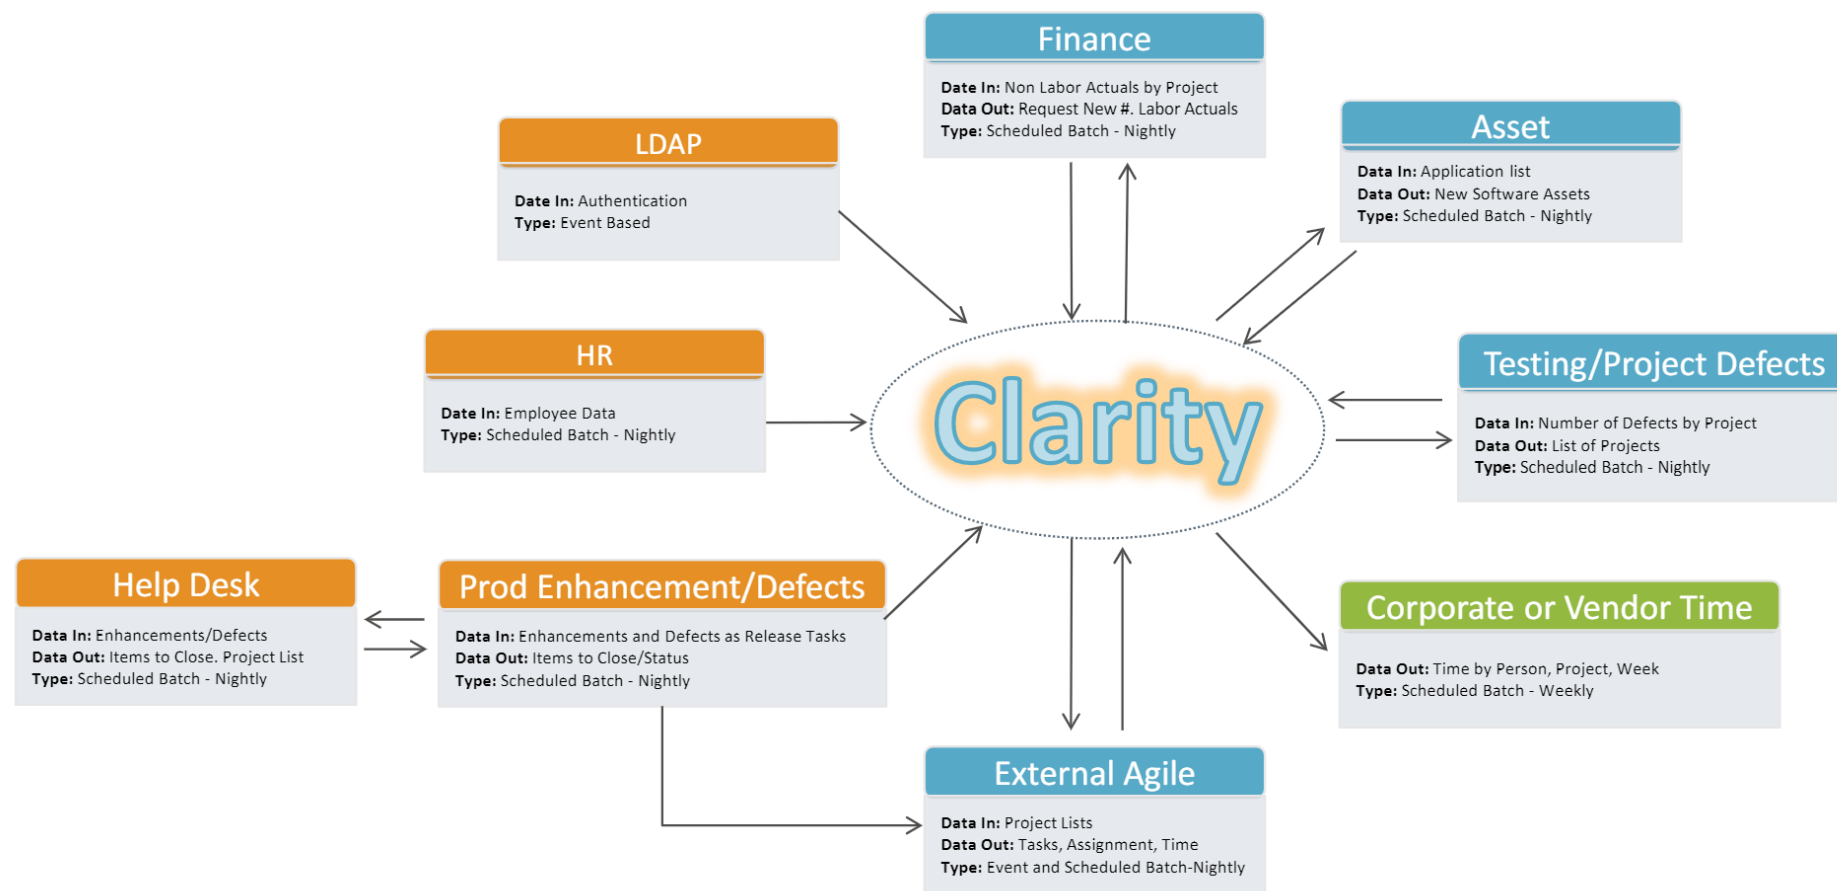 Finance
Date In: Non Labor Actuals by Project
Data Out: Request New #. Labor Actuals
Type: Scheduled Batch - Nightly
Asset
Data In: Application list
Data Out: New Software Assets
Type: Scheduled Batch - Nightly
LDAP
Date In: Authentication
Type: Event Based
HR
Date In: Employee Data
Type: Scheduled Batch - Nightly
Clarity
Testing/Project Defects
Data In: Number of Defects by Project
Data Out: List of Projects
Type: Scheduled Batch - Nightly
Help Desk
Data In: Enhancements/Defects
Data Out: Items to Close. Project List
Type: Scheduled Batch - Nightly
Prod Enhancement/Defects
Data In: Enhancements and Defects as Release Tasks
Data Out: Items to Close/Status
Type: Scheduled Batch - Nightly
Corporate or Vendor Time
Data Out: Time by Person, Project, Week
Type: Scheduled Batch - Weekly
External Agile
Data In: Project Lists
Data Out: Tasks, Assignment, Time
Type: Event and Scheduled Batch-Nightly